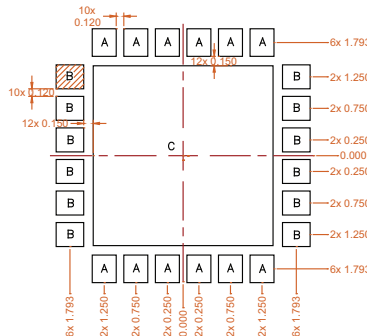 10x
0.120
A A A A A A
6x 1.793
12x 0.150
B
B
2x 1.250
10x 0.120
B
B
2x 0.750
12x 0.150
B
B
2x 0.250
C
0.000
B
B
2x 0.250
B
B
2x 0.750
B
B
2x 1.250
A A A A A A
6x 1.793
6x 1.793
2x 1.250
2x 0.750
2x 0.250
0.000
2x 0.250
2x 0.750
2x 1.250
6x 1.793